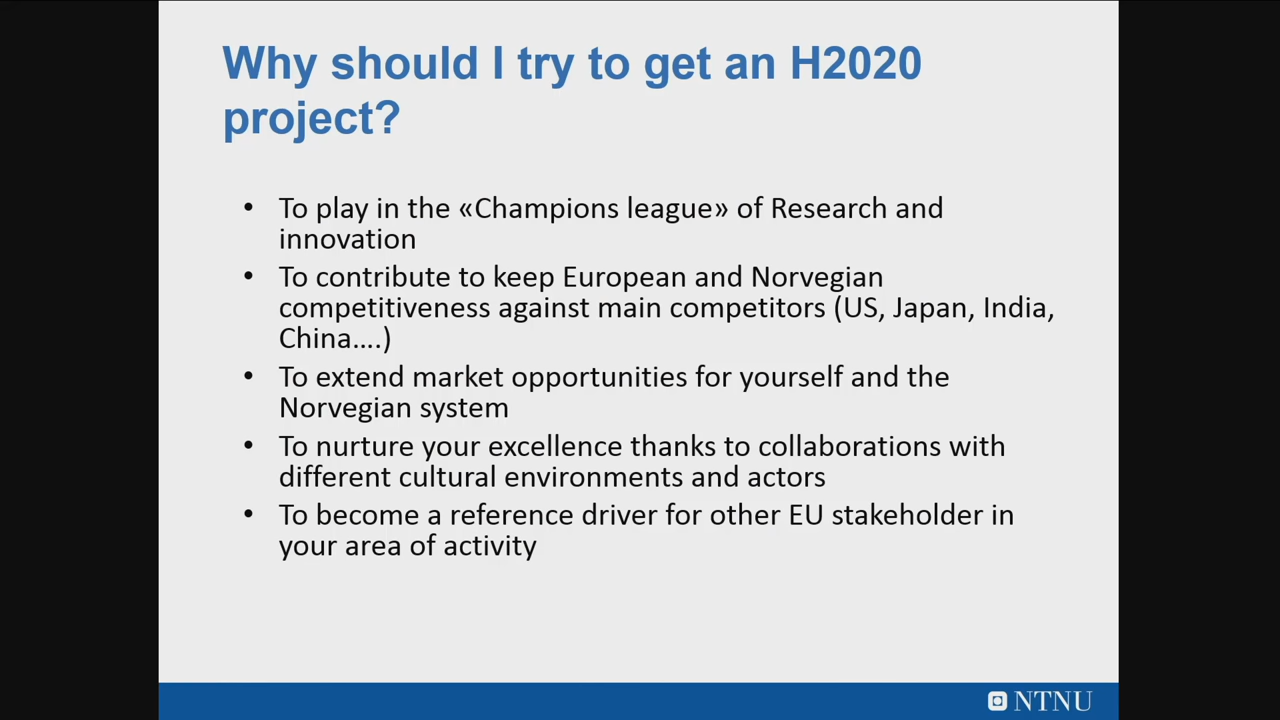 Why should I try to get an H2020
project?
• To play in the «Champions league» of Research and
innovation
• To contribute to keep European and Norvegian
competitiveness against main competitors (US, Japan, India,
China....)
• To extend market opportunities for yourself and the
Norvegian system
• To nurture your excellence thanks to collaborations with
different cultural environments and actors
• To become a reference driver for other EU stakeholder in
your area of activity
NTNU